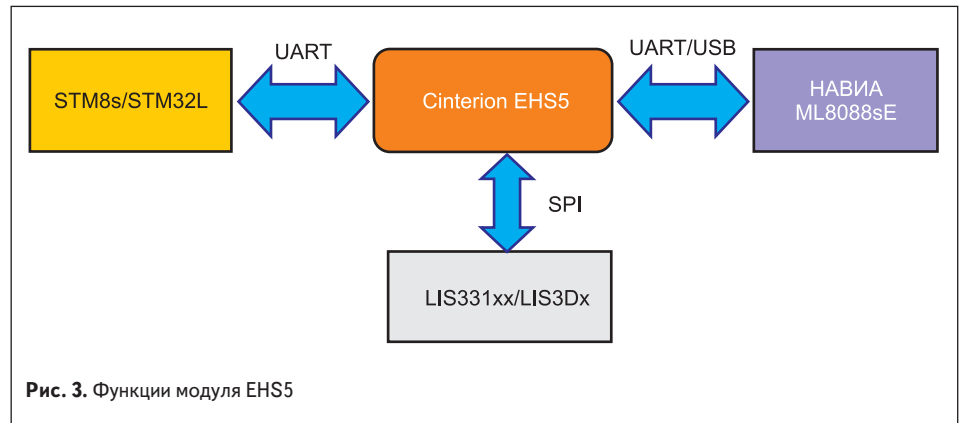 UART
UART/USB
STM8s/STM32L
Cinterion EHS5
НАВИА
ML8088sE
SPI
LIS331xx/LIS3Dx
Рис. 3. Функции модуля EHS5